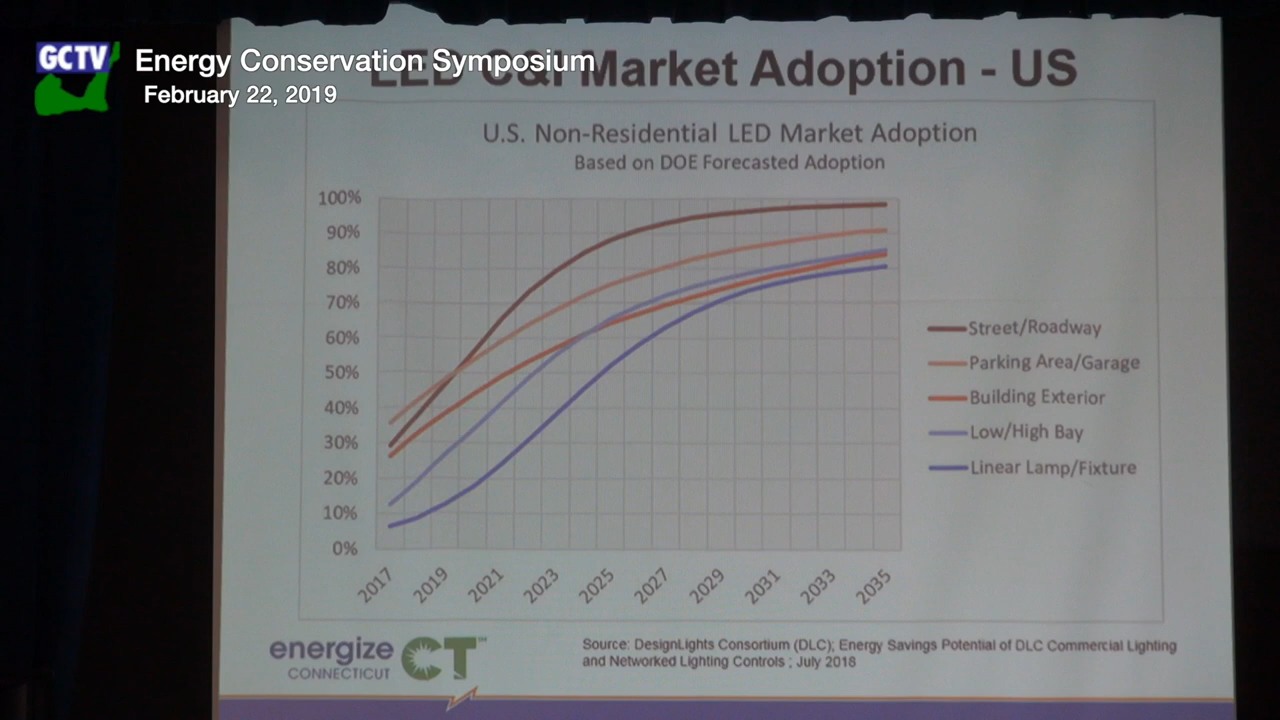 GCTV
Energy Conservation Symposium
February 22, 2019
LED C&I Market Adoption - US
U.S. Non-Residential LED Market Adoption
Based on DOE Forecasted Adoption
100%
90%
80%
70%
60%
50%
40%
30%
20%
10%
0%
2017
2019
2021
2023
2025
2027
2029
2031
2033
2035
Street/Roadway
Parking Area/Garage
Building Exterior
Low/High Bay
Linear Lamp/Fixture
energize CT™
CONNECTICUT
Source: DesignLights Consortium (DLC); Energy Savings Potential of DLC Commercial Lighting
and Networked Lighting Controls ; July 2018